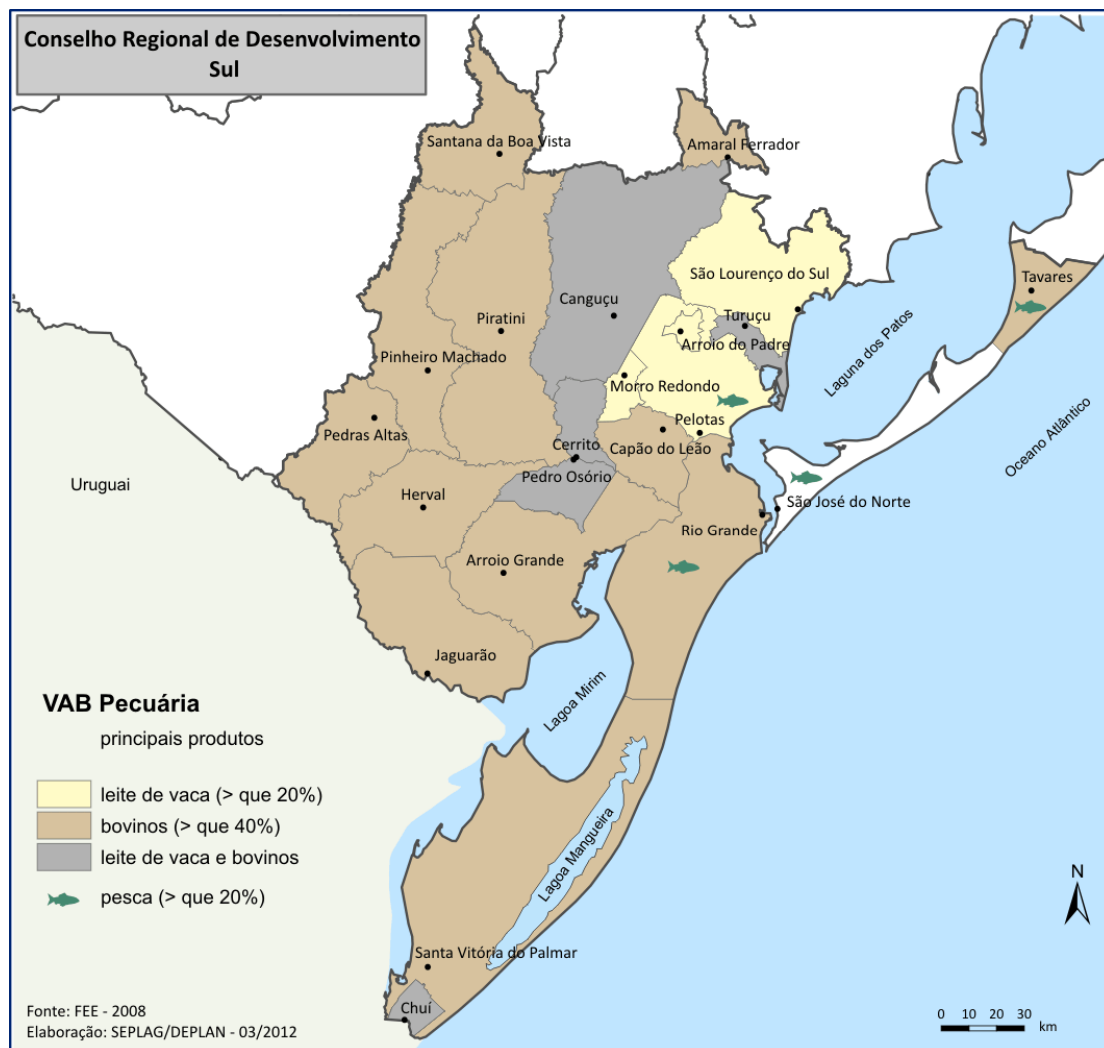 Conselho Regional de Desenvolvimento
Sul
Santana da Boa Vista
Amaral Ferrador
São Lourenço do Sul
Tavares
Canguçu
Turuçu
Piratini
Arroio do Padre
Laguna dos Patos
Pinheiro Machado
Morro Redondo
Pelotas
Pedras Altas
Capão do Leão
Oceano Atlântico
Cerrito
Pedro Osório
Uruguai
Herval
São José do Norte
Rio Grande
Arroio Grande
Jaguarão
Lagoa Mirim
VAB Pecuária
principais produtos
leite de vaca (> que 20%)
bovinos (> que 40%)
leite de vaca e bovinos
pesca (> que 20%)
Lagoa Mangueira
N
Santa Vitória do Palmar
Chuí
Fonte: FEE - 2008
Elaboração: SEPLAG/DEPLAN - 03/2012
0 10 20 30
km